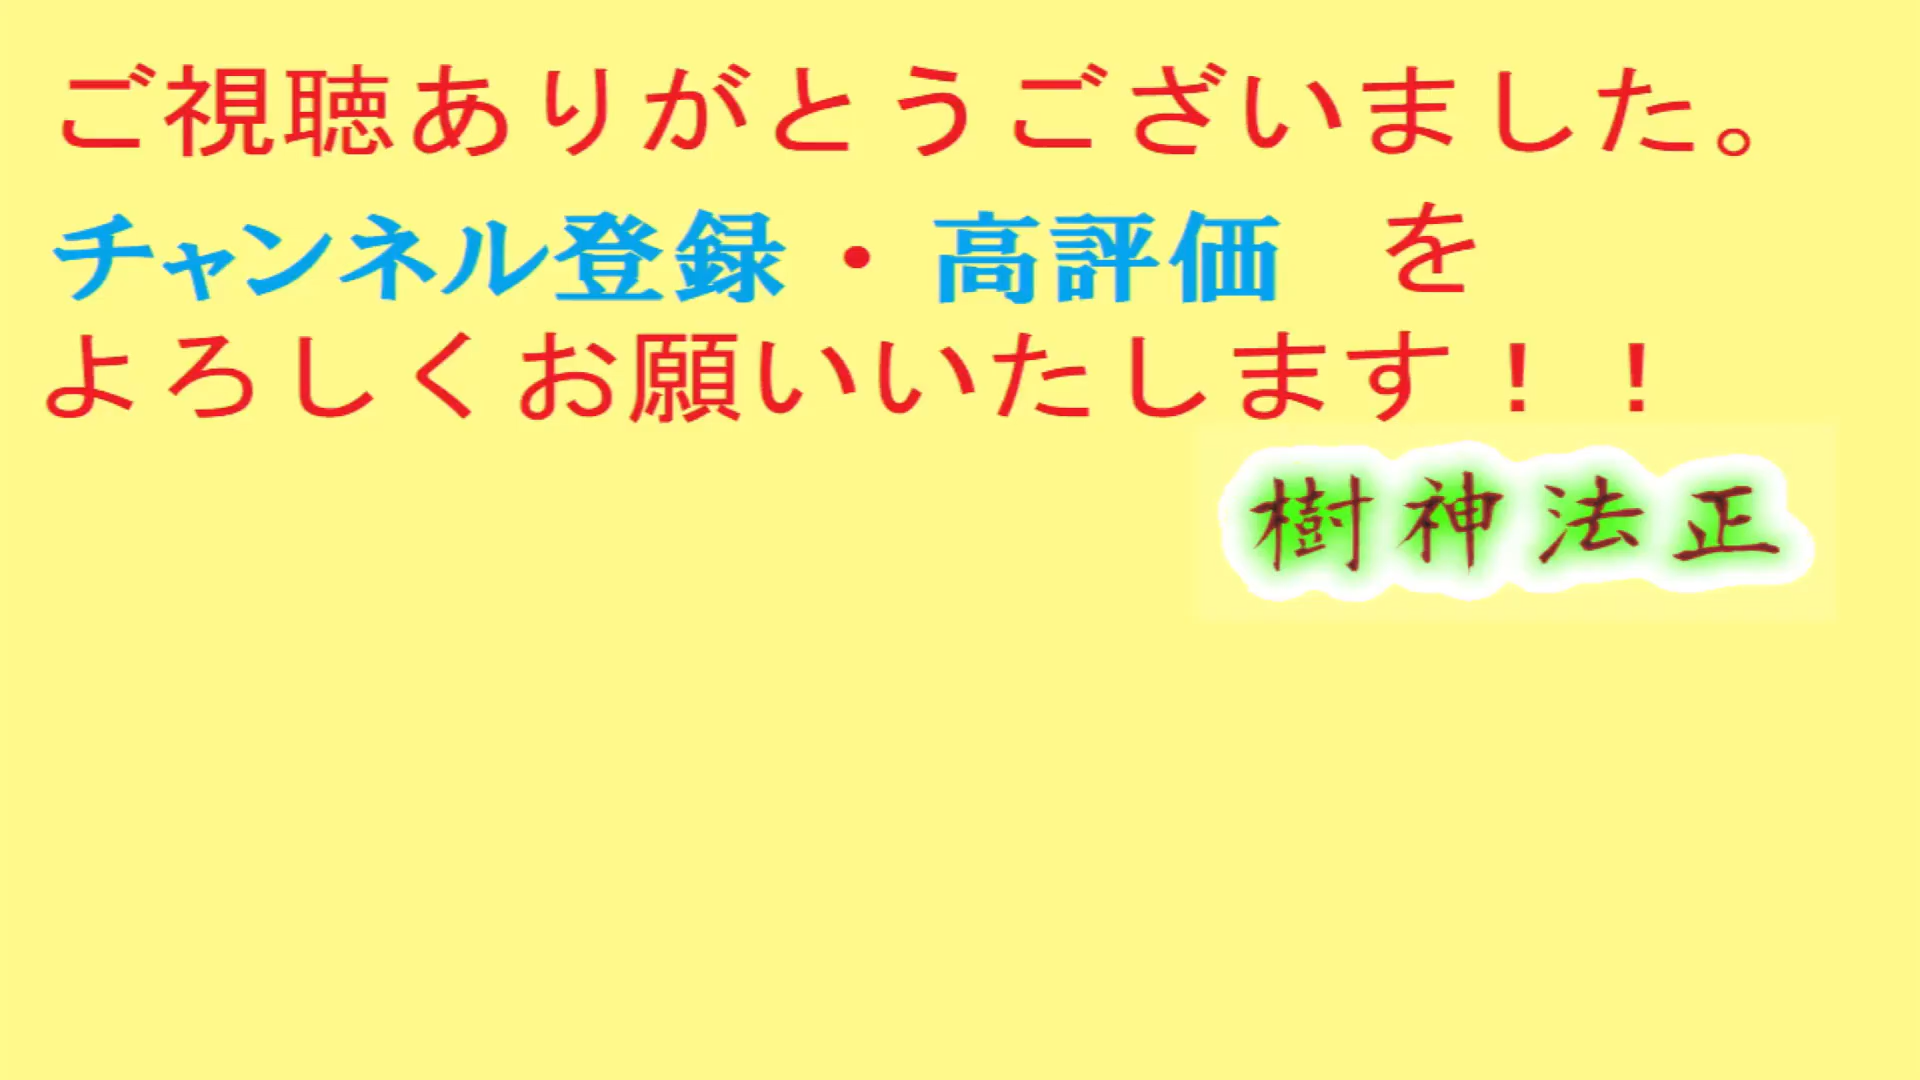 ご視聴ありがとうございました。
チャンネル登録・高評価　を
よろしくお願いいたします！！
樹神法正